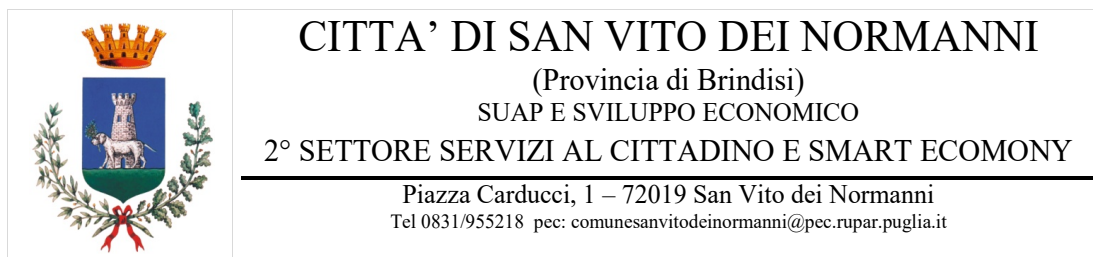 CITTA’ DI SAN VITO DEI NORMANNI
(Provincia di Brindisi)
SUAP E SVILUPPO ECONOMICO
2° SETTORE SERVIZI AL CITTADINO E SMART ECOMONY
Piazza Carducci, 1 – 72019 San Vito dei Normanni
Tel 0831/955218 pec: comunesanvitodeinormanni@pec.rupar.puglia.it